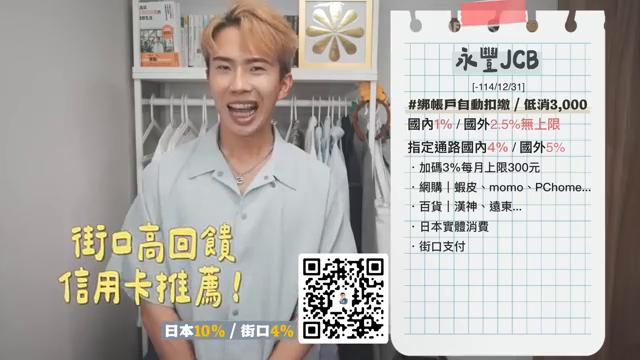 永豐JCB
[-114/12/31]
#綁帳戶自動扣繳 / 低消3,000
國內1% / 國外2.5%無上限
指定通路國內4% / 國外5%
· 加碼3%每月上限300元
· 網購｜蝦皮、momo、PChome...
· 百貨｜漢神、遠東...
· 日本實體消費
· 街口支付
街口高回饋
信用卡推薦！
日本10% / 街口4%